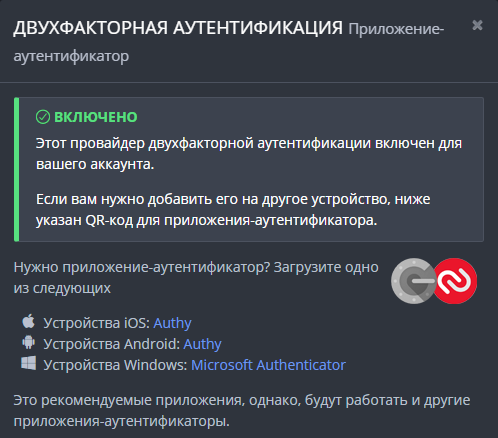 ДВУХФАКТОРНАЯ АУТЕНТИФИКАЦИЯ Приложение-
аутентификатор
ВКЛЮЧЕНО
Этот провайдер двухфакторной аутентификации включен для
вашего аккаунта.
Если вам нужно добавить его на другое устройство, ниже
указан QR-код для приложения-аутентификатора.
Нужно приложение-аутентификатор? Загрузите одно
из следующих
Устройства iOS: Authy
Устройства Android: Authy
Устройства Windows: Microsoft Authenticator
Это рекомендуемые приложения, однако, будут работать и другие
приложения-аутентификаторы.